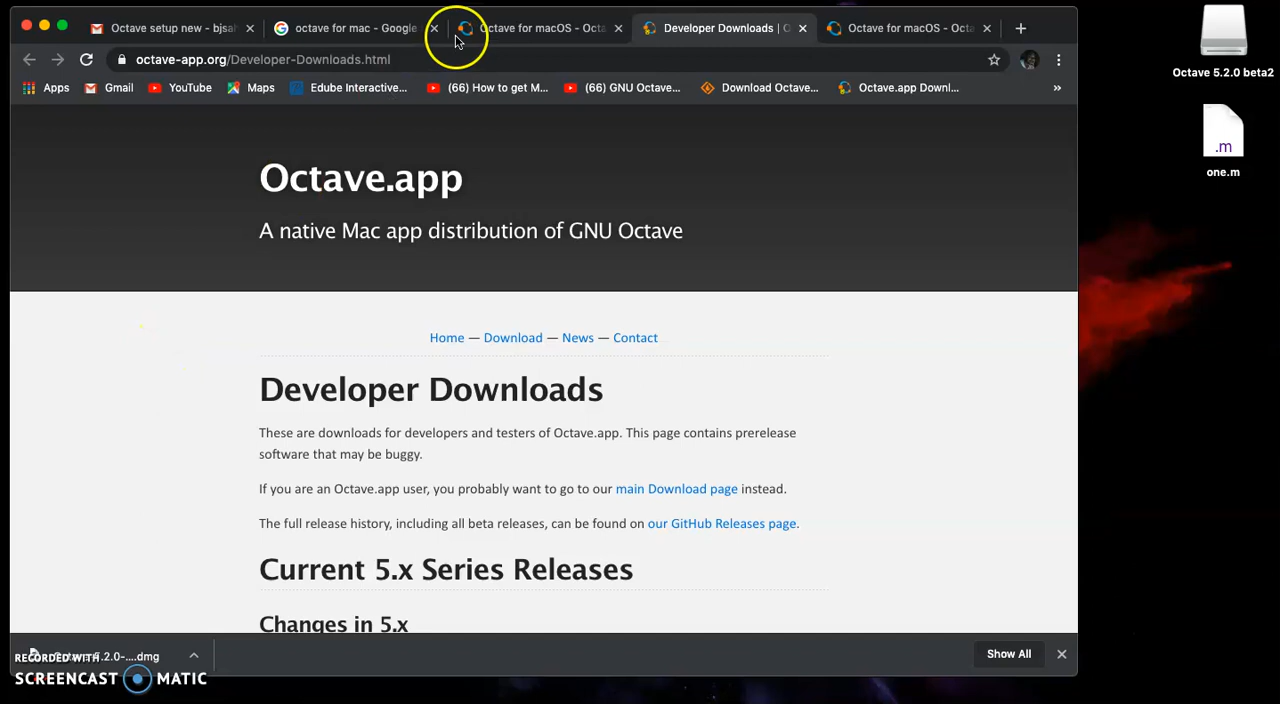 Octave setup new - bjsah
octave for mac - Google
Octave for macOS - Octa
Developer Downloads | O
Octave for macOS - Octa
octave-app.org/Developer-Downloads.html
Apps
Gmail
YouTube
Maps
Edube Interactive...
(66) How to get M...
(66) GNU Octave...
Download Octave...
Octave.app Downl...
»
Octave 5.2.0 beta2
.m
one.m
Octave.app
A native Mac app distribution of GNU Octave
Home — Download — News — Contact
Developer Downloads
These are downloads for developers and testers of Octave.app. This page contains prerelease
software that may be buggy.
If you are an Octave.app user, you probably want to go to our main Download page instead.
The full release history, including all beta releases, can be found on our GitHub Releases page.
Current 5.x Series Releases
Changes in 5.x
5.2.0-....dmg
Show All
RECORDED WITH
SCREENCAST MATIC